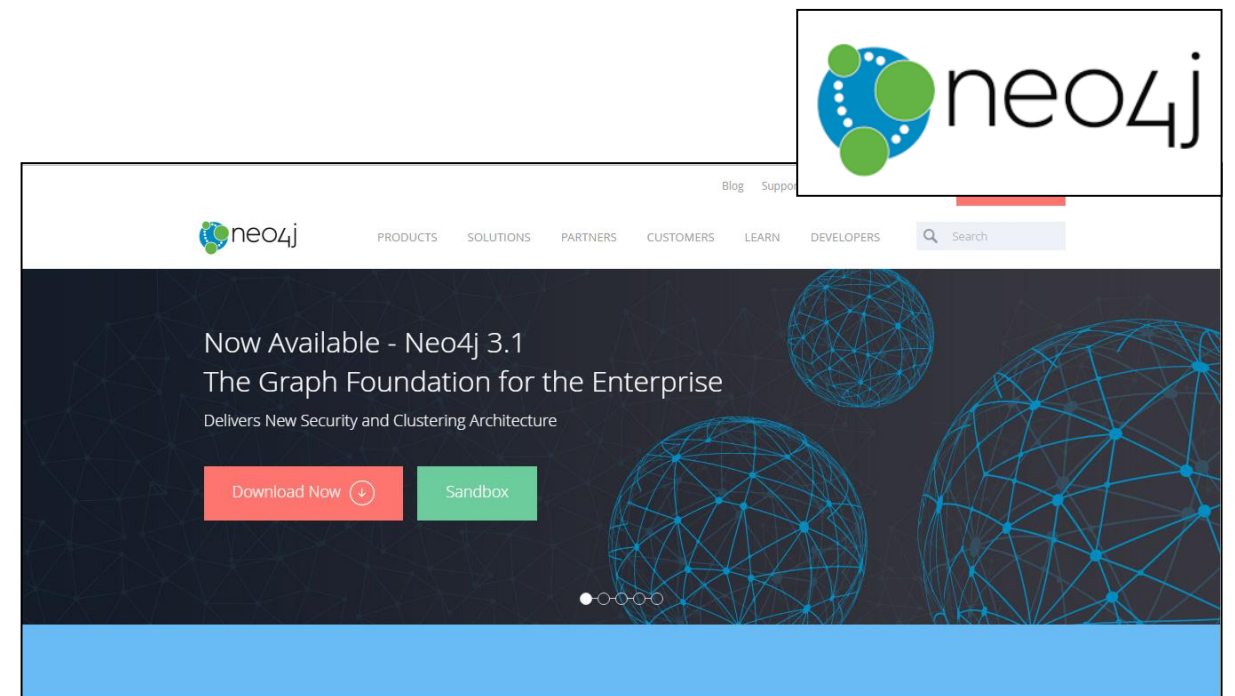 neo4j
Blog Suppor
neo4j PRODUCTS SOLUTIONS PARTNERS CUSTOMERS LEARN DEVELOPERS Search
Now Available - Neo4j 3.1
The Graph Foundation for the Enterprise
Delivers New Security and Clustering Architecture
Download Now Sandbox